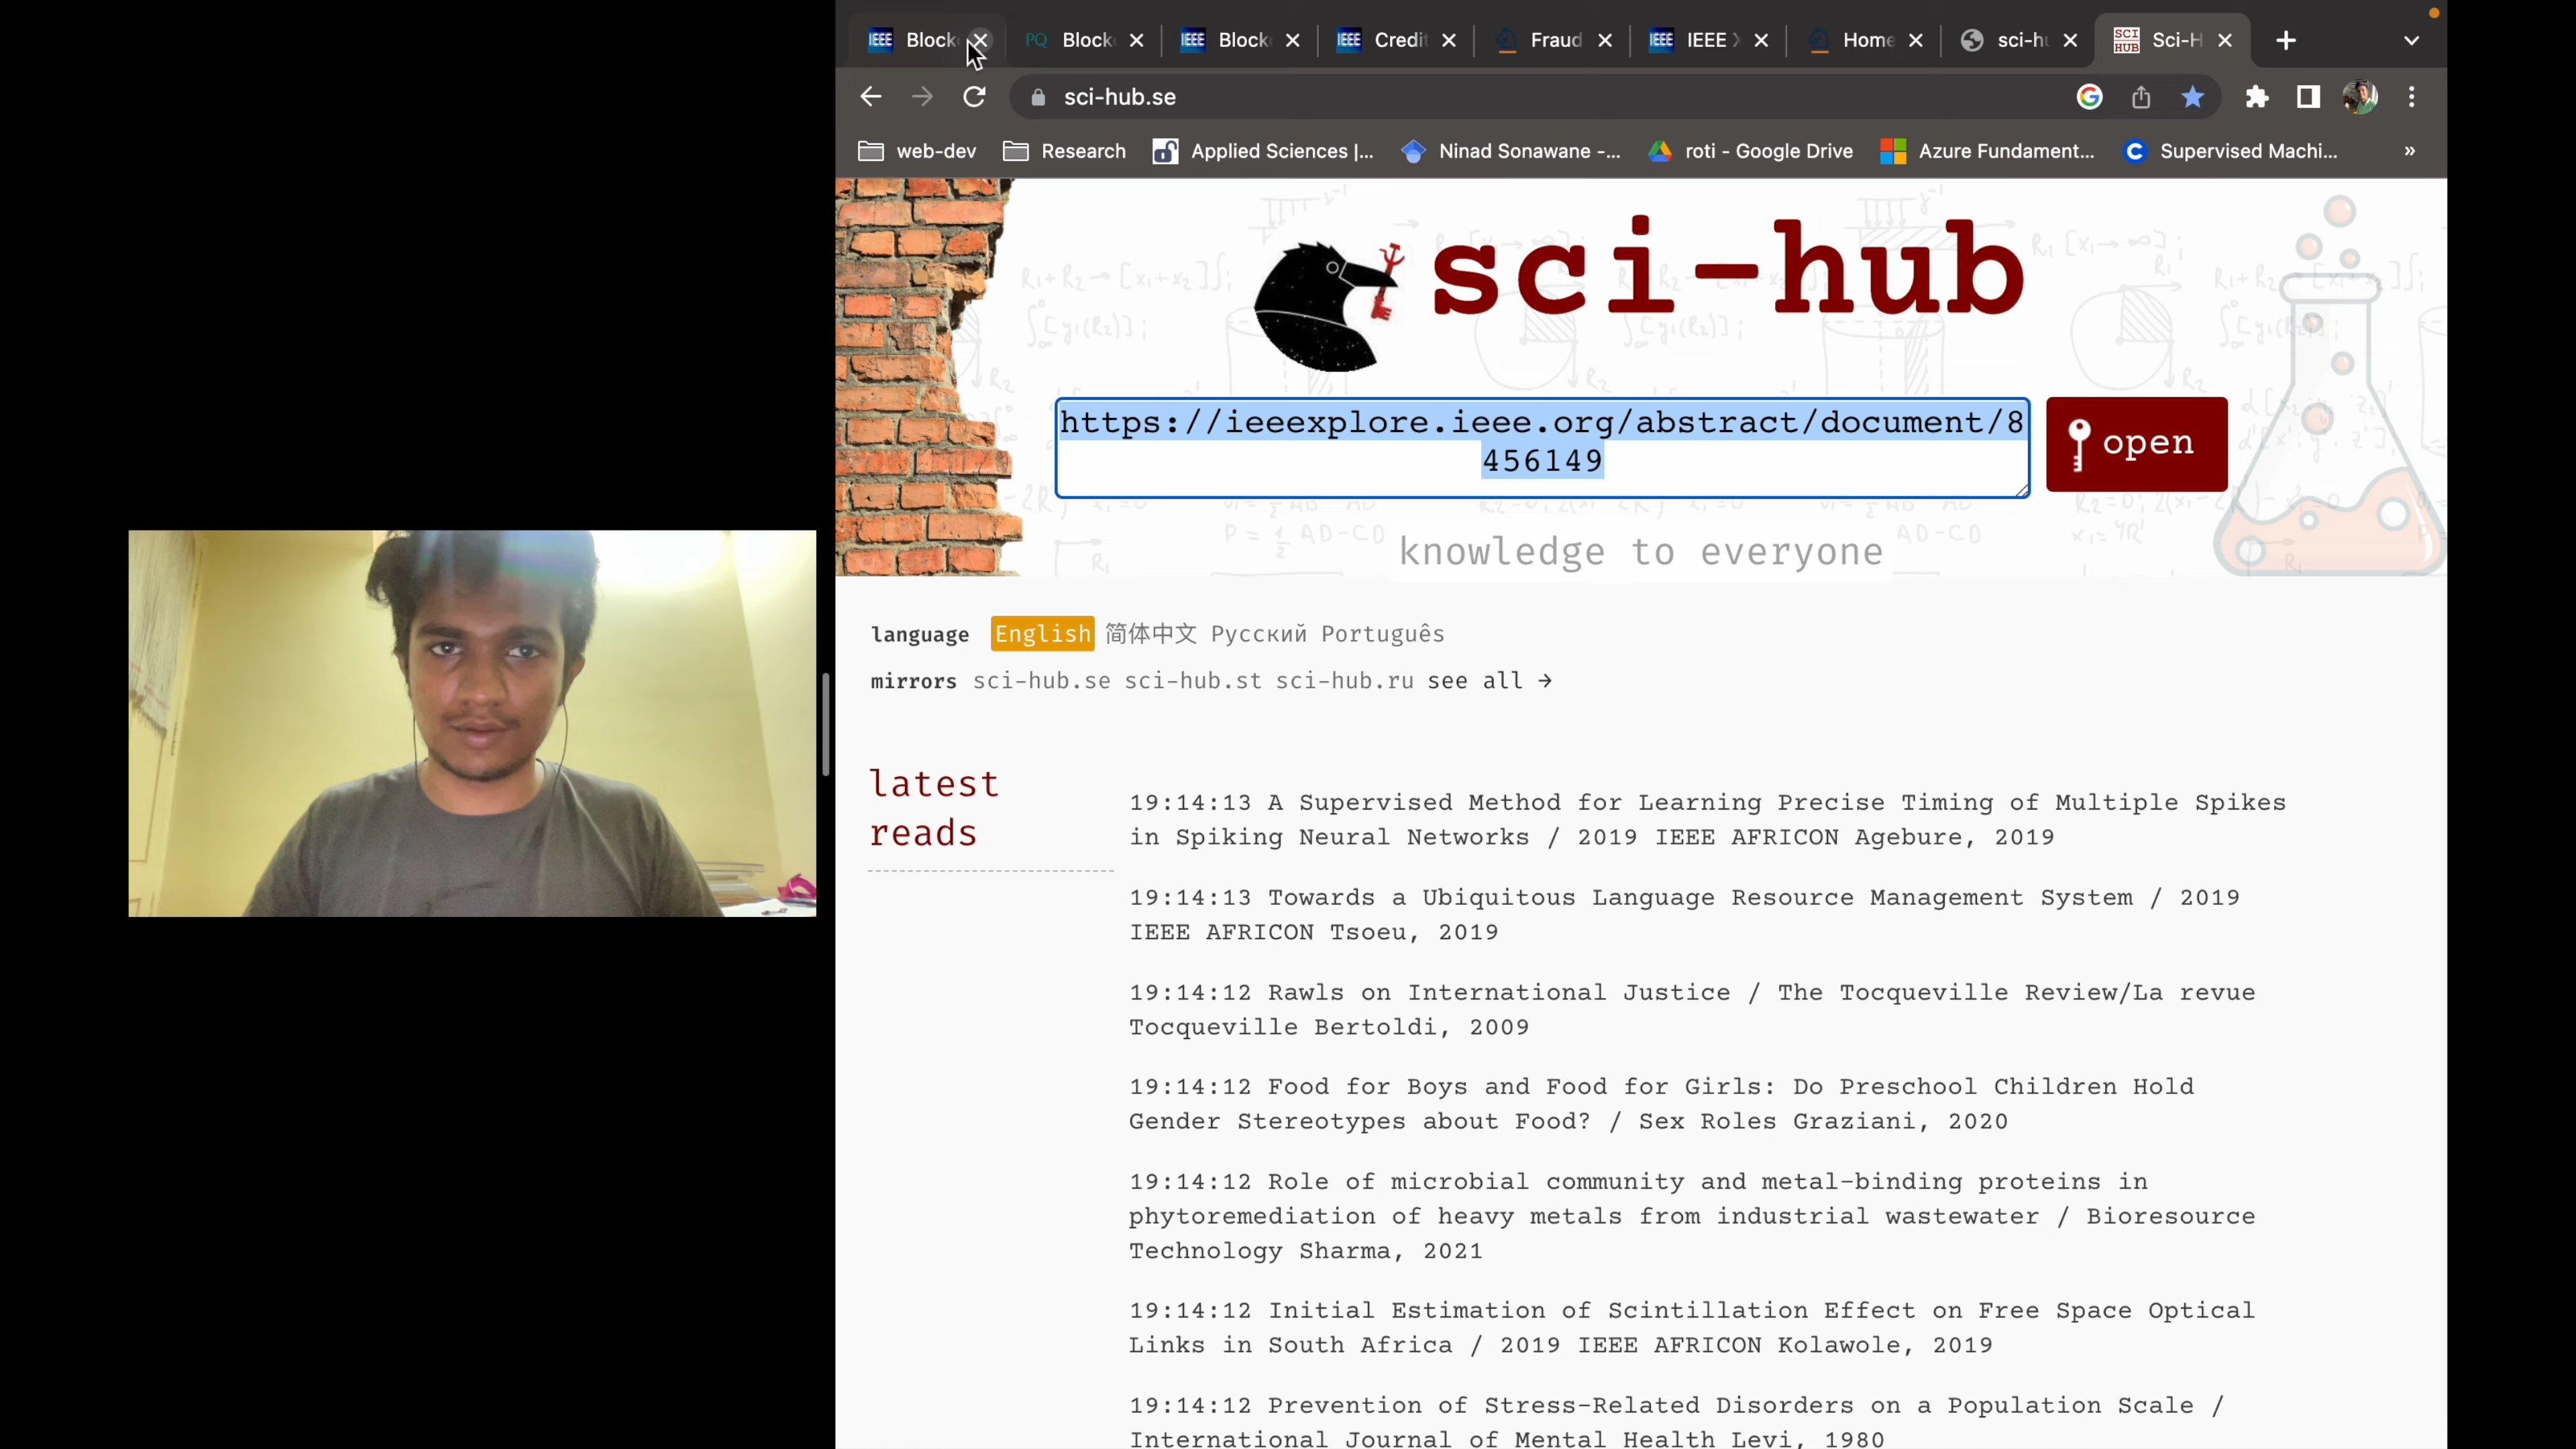 IEEE Block
PQ Block
IEEE Block
IEEE Credit
Fraud
IEEE IEEE X
Home
sci-hu
SCI HUB Sci-H
sci-hub.se
web-dev
Research
Applied Sciences |...
Ninad Sonawane -...
roti - Google Drive
Azure Fundament...
Supervised Machi...
»
sci-hub
https://ieeexplore.ieee.org/abstract/document/8
456149
open
knowledge to everyone
language English 简体中文 Русский Português
mirrors sci-hub.se sci-hub.st sci-hub.ru see all →
latest
reads
19:14:13 A Supervised Method for Learning Precise Timing of Multiple Spikes
in Spiking Neural Networks / 2019 IEEE AFRICON Agebure, 2019
19:14:13 Towards a Ubiquitous Language Resource Management System / 2019
IEEE AFRICON Tsoeu, 2019
19:14:12 Rawls on International Justice / The Tocqueville Review/La revue
Tocqueville Bertoldi, 2009
19:14:12 Food for Boys and Food for Girls: Do Preschool Children Hold
Gender Stereotypes about Food? / Sex Roles Graziani, 2020
19:14:12 Role of microbial community and metal-binding proteins in
phytoremediation of heavy metals from industrial wastewater / Bioresource
Technology Sharma, 2021
19:14:12 Initial Estimation of Scintillation Effect on Free Space Optical
Links in South Africa / 2019 IEEE AFRICON Kolawole, 2019
19:14:12 Prevention of Stress-Related Disorders on a Population Scale /
International Journal of Mental Health Levi, 1980